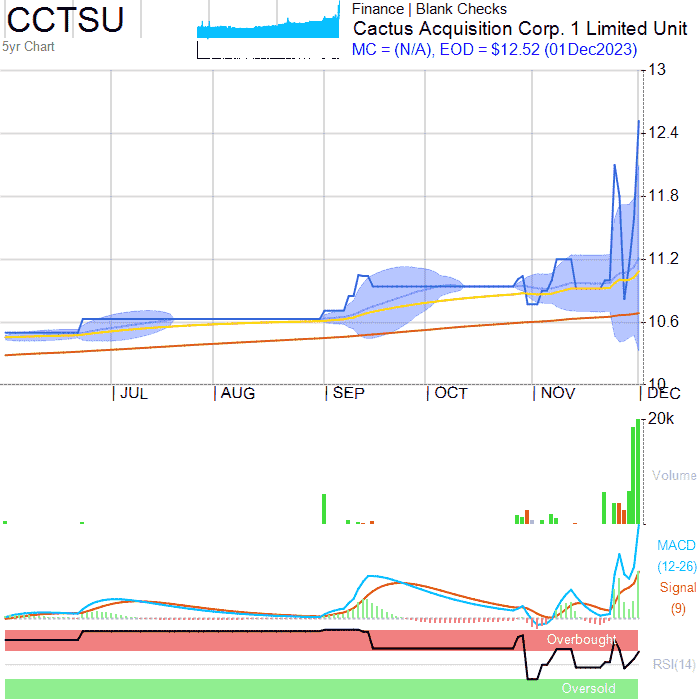 CCTSU
5yr Chart
Finance | Blank Checks
Cactus Acquisition Corp. 1 Limited Unit
MC = (N/A), EOD = $12.52 (01Dec2023)
13
12.4
11.8
11.2
10.6
10
JUL
AUG
SEP
OCT
NOV
DEC
20k
Volume
MACD
(12-26)
Signal
(9)
Overbought
RSI(14)
Oversold